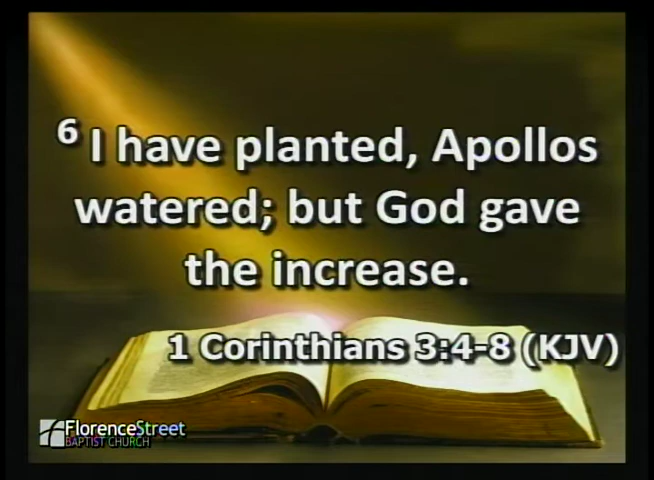 6 I have planted, Apollos
watered; but God gave
the increase.
1 Corinthians 3:4-8 (KJV)
FlorenceStreet
BAPTIST CHURCH